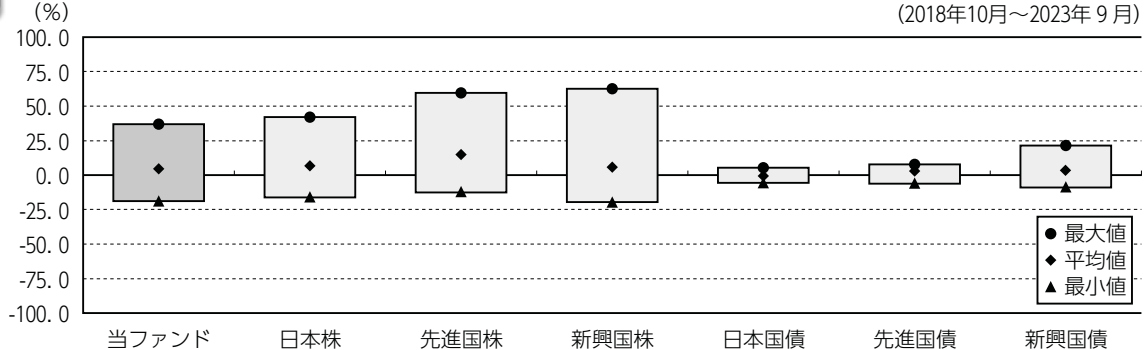 (%)
(2018年10月～2023年9月)
100.0
75.0
50.0
25.0
0.0
-25.0
-50.0
-75.0
-100.0
● 最大値
◆ 平均値
▲ 最小値
当ファンド 日本株 先進国株 新興国株 日本国債 先進国債 新興国債